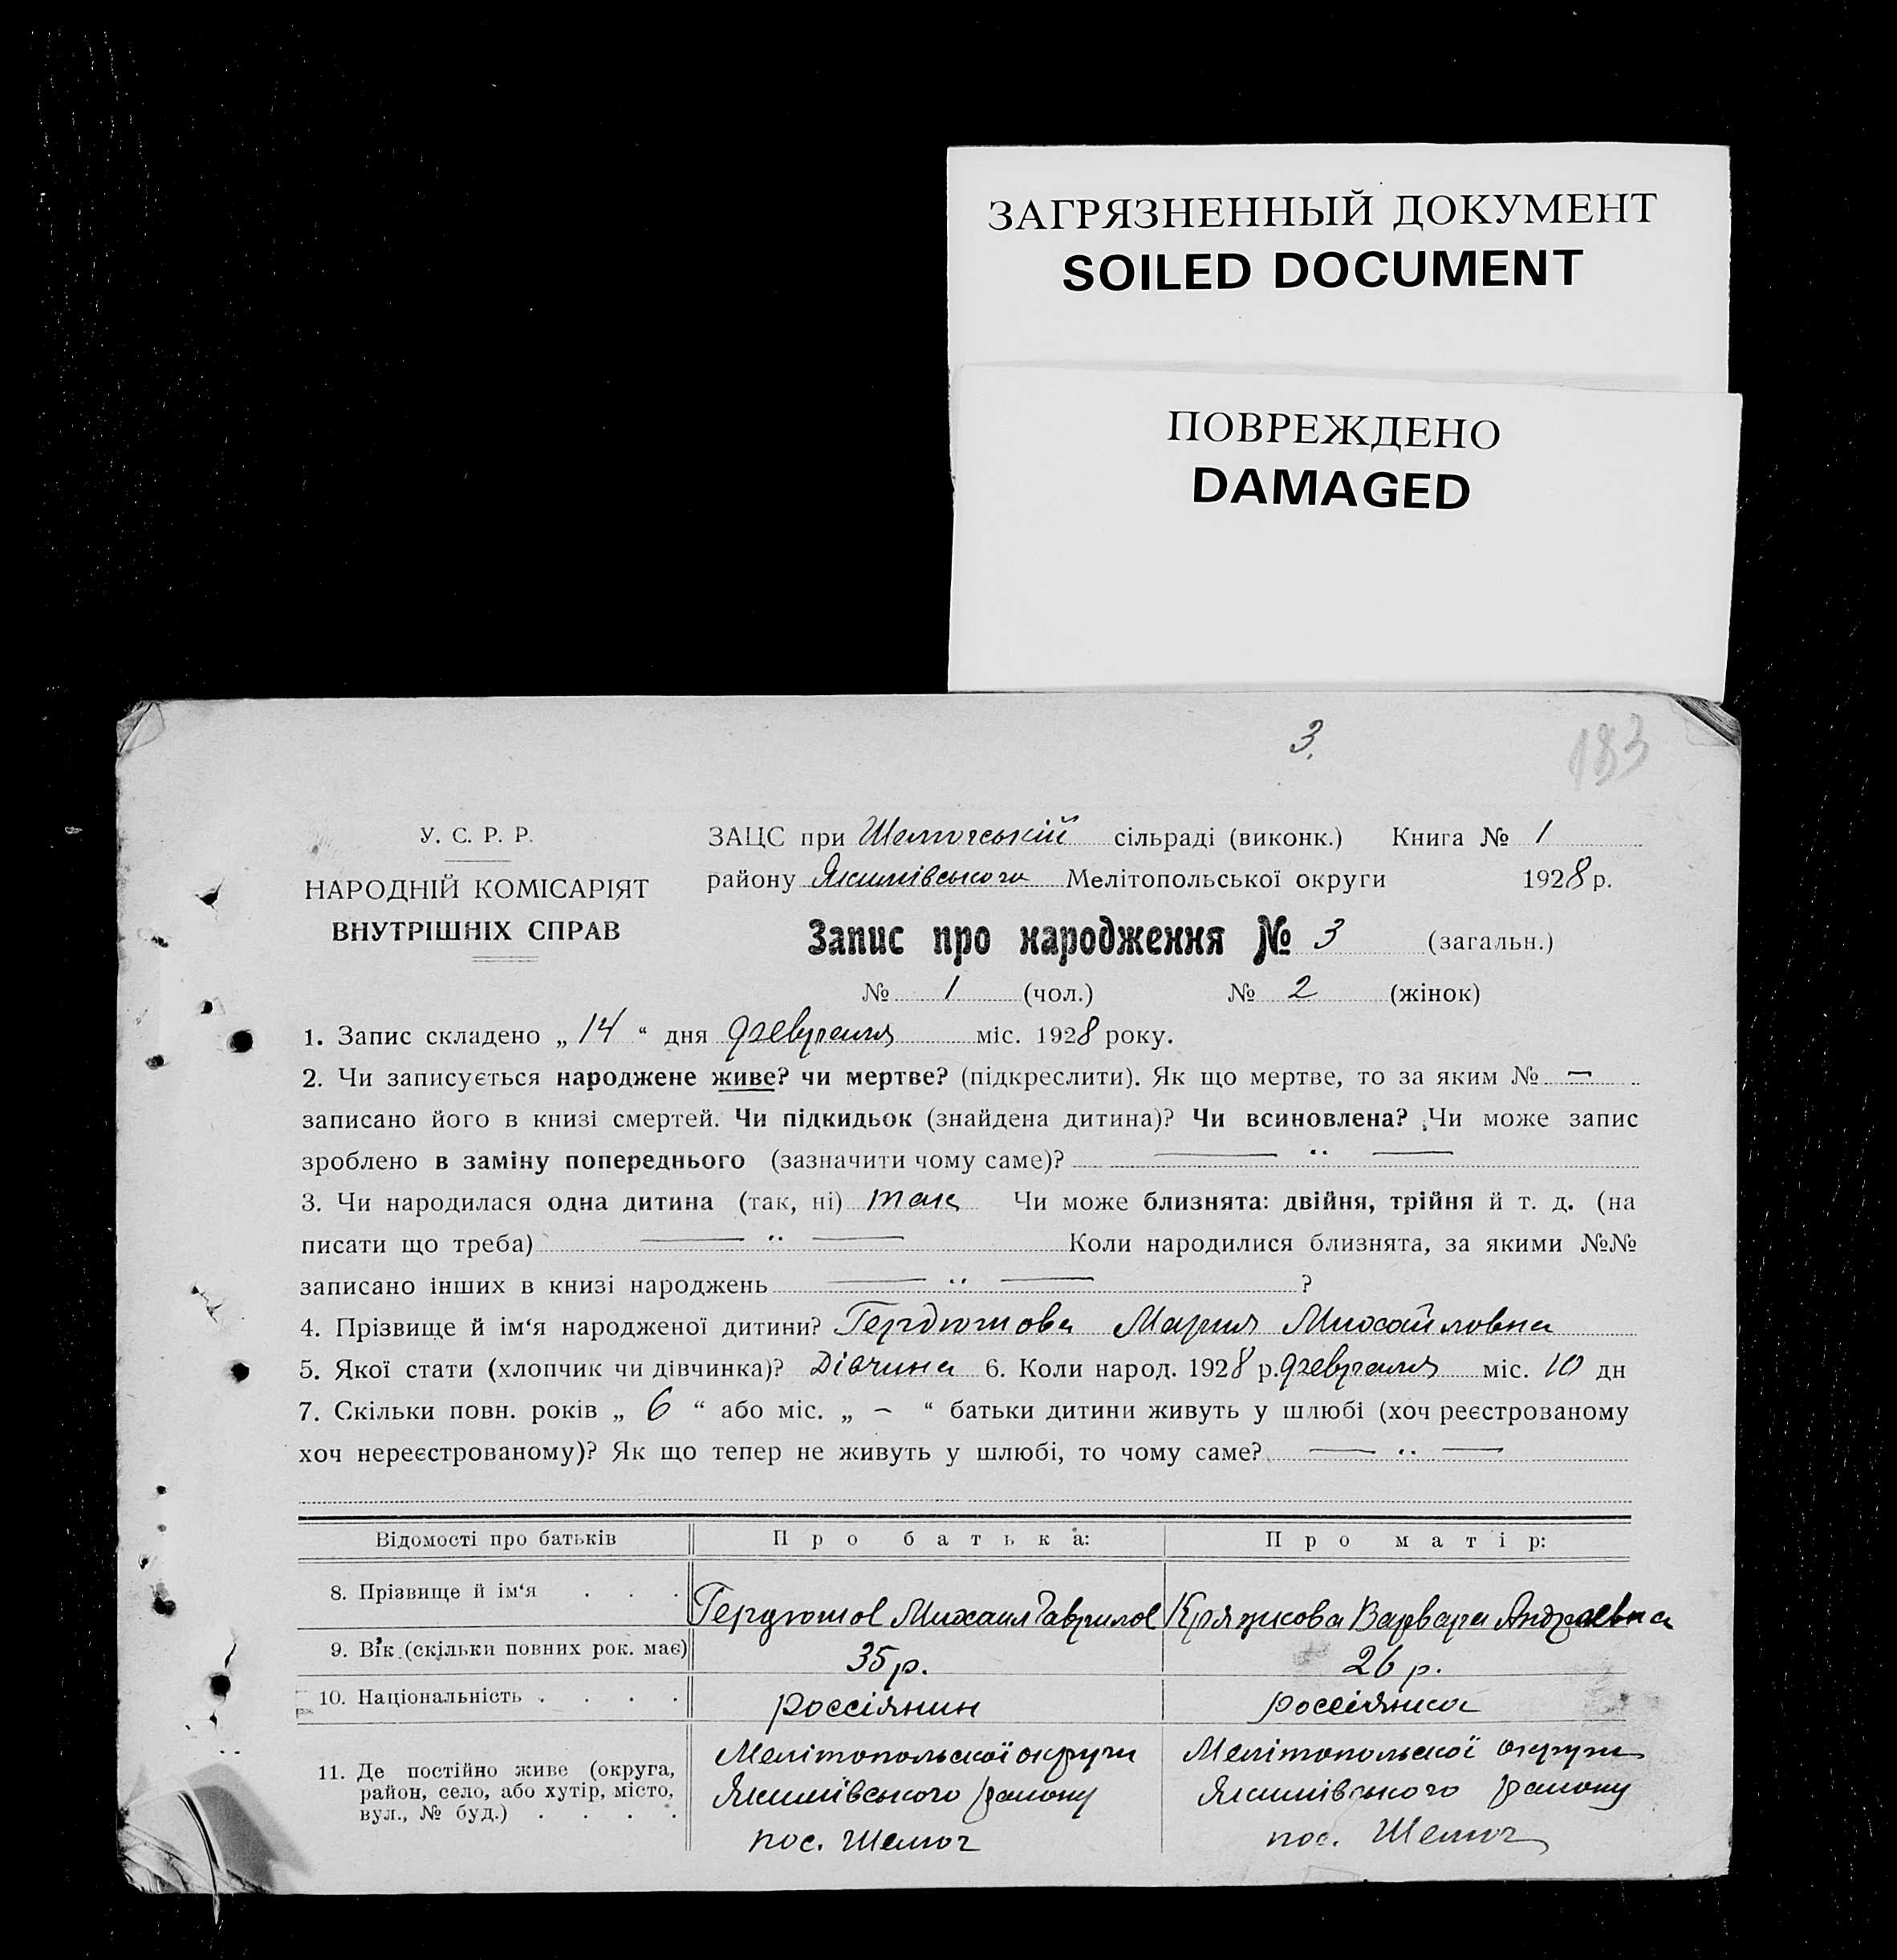 ЗАГРЯЗНЕННЫЙ ДОКУМЕНТ
SOILED DOCUMENT
ПОВРЕЖДЕНО
DAMAGED
3.
183
У. С. Р. Р.
НАРОДНІЙ КОМІСАРІЯТ
ВНУТРІШНІХ СПРАВ
ЗАЦС при сільраді (виконк.) Книга № 1
району Якимівського Мелітопольської округи 1928 р.
Запис про народження № 3 (загальн.)
№ 1 (чол.) № 2 (жінок)
1. Запис складено „ 14 “ дня февраля міс. 1928 року.
2. Чи записується народжене живе? чи мертве? (підкреслити). Як що мертве, то за яким № —
записано його в книзі смертей. Чи підкидьок (знайдена дитина)? Чи всиновлена? Чи може запис
зроблено в заміну попереднього (зазначити чому саме)? — „ —
3. Чи народилася одна дитина (так, ні) так Чи може близнята: двійня, трійня й т. д. (на
писати що треба) — „ — Коли народилися близнята, за якими №№
записано інших в книзі народжень — „ — ?
4. Прізвище й ім‘я народженої дитини? Гердюшова Мария Михайловна
5. Якої стати (хлопчик чи дівчинка)? Дівчина 6. Коли народ. 1928 р. февраля міс. 10 дн
7. Скільки повн. років „ 6 “ або міс. „ – “ батьки дитини живуть у шлюбі (хоч реєстрованому
хоч нереєстрованому)? Як що тепер не живуть у шлюбі, то чому саме? — „ —
Відомості про батьків Про батька: Про матір:
8. Прізвище й ім‘я . . . Гердюшов Михаил Гаврилов Кряжкова Варвара Андреевна
9. Вік (скільки повних рок. має) 35 р. 26 р.
10. Національність . . . . россіянин россіянка
11. Де постійно живе (округа, район, село, або хутір, місто, вул., № буд.) . . . .
Мелітопольскої округи Мелітопольскої округи
Якимівського району Якимівського району
пос. пос.